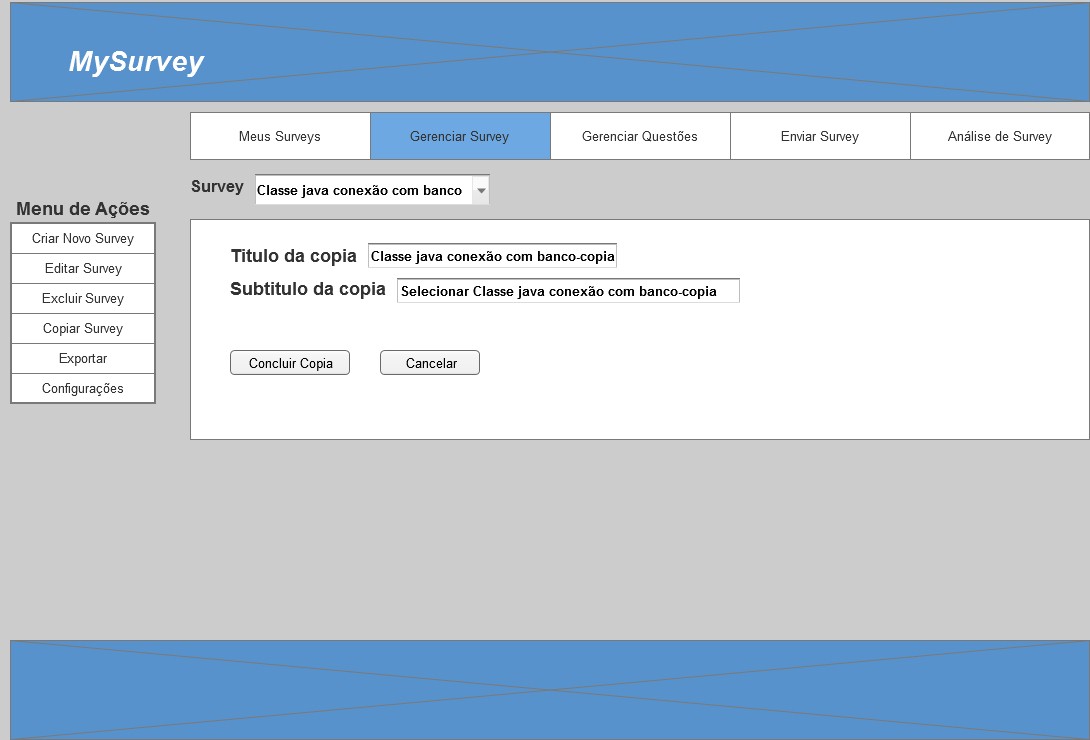 MySurvey
Meus Surveys
Gerenciar Survey
Gerenciar Questões
Enviar Survey
Análise de Survey
Survey
Classe java conexão com banco
Menu de Ações
Criar Novo Survey
Editar Survey
Excluir Survey
Copiar Survey
Exportar
Configurações
Titulo da copia
Classe java conexão com banco-copia
Subtitulo da copia
Selecionar Classe java conexão com banco-copia
Concluir Copia
Cancelar